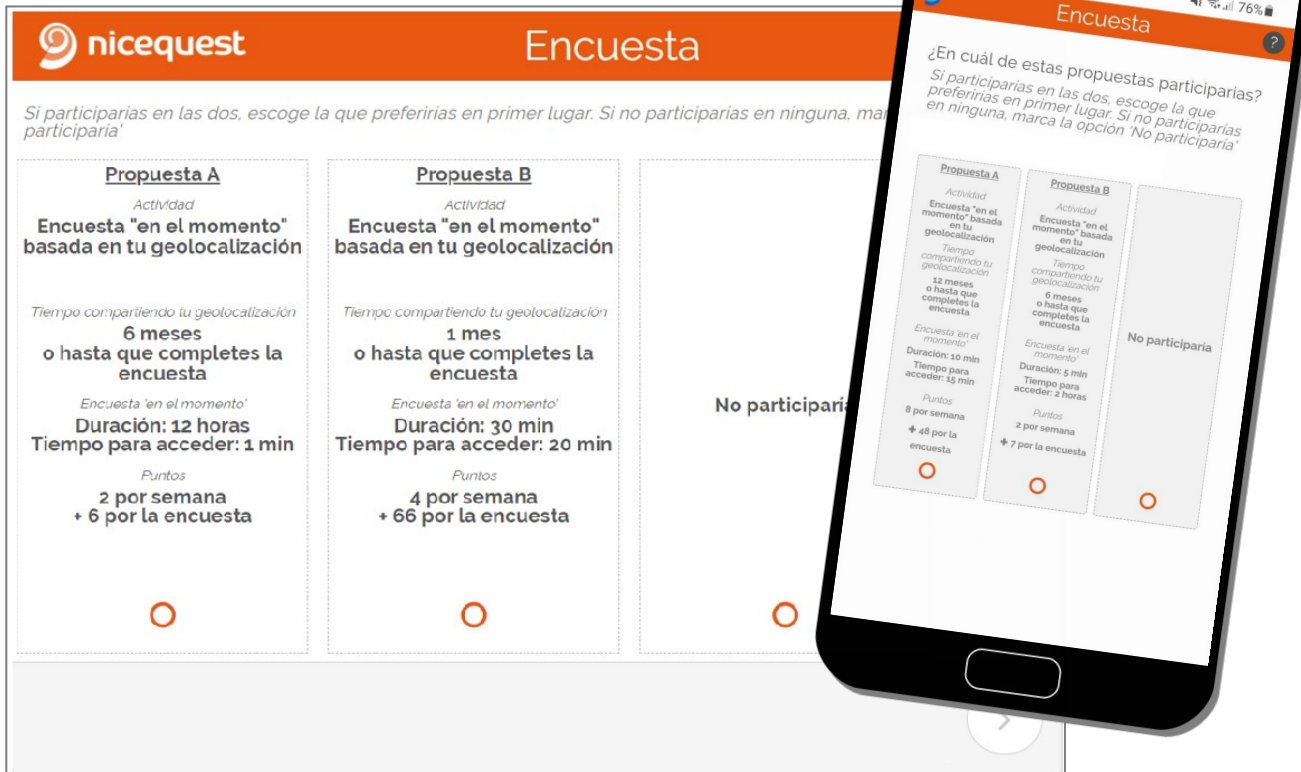 nicequest
Encuesta
Si participarías en las dos, escoge la que preferirías en primer lugar. Si no participarías en ninguna,
participaría'
Propuesta A
Actividad
Encuesta "en el momento"
basada en tu geolocalización
Tiempo compartiendo tu geolocalización
6 meses
o hasta que completes la
encuesta
Encuesta 'en el momento'
Duración: 12 horas
Tiempo para acceder: 1 min
Puntos
2 por semana
+ 6 por la encuesta
Propuesta B
Actividad
Encuesta "en el momento"
basada en tu geolocalización
Tiempo compartiendo tu geolocalización
1 mes
o hasta que completes la
encuesta
Encuesta 'en el momento'
Duración: 30 min
Tiempo para acceder: 20 min
Puntos
4 por semana
+ 66 por la encuesta
No participaría
76%
Encuesta
?
¿En cuál de estas propuestas participarías?
Si participarías en las dos, escoge la que
preferirías en primer lugar. Si no participarías
en ninguna, marca la opción 'No participaría'
Propuesta A
Actividad
Encuesta "en el
momento" basada
en tu
geolocalización
Tiempo
compartiendo tu
geolocalización
12 meses
o hasta que
completes la
encuesta
Encuesta 'en el
momento'
Duración: 10 min
Tiempo para
acceder: 15 min
Puntos
8 por semana
+ 48 por la
encuesta
Propuesta B
Actividad
Encuesta "en el
momento" basada
en tu
geolocalización
Tiempo
compartiendo tu
geolocalización
6 meses
o hasta que
completes la
encuesta
Encuesta 'en el
momento'
Duración: 5 min
Tiempo para
acceder: 2 horas
Puntos
2 por semana
+ 7 por la encuesta
No participaría